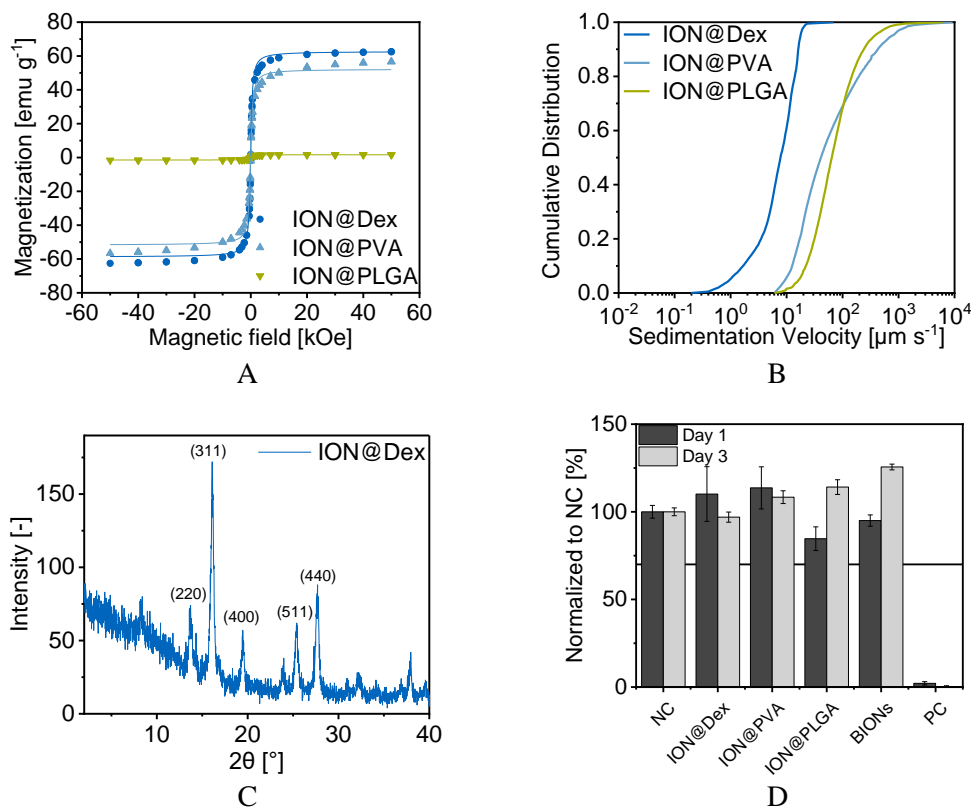 80
60
40
20
0
-20
-40
-60
-80
Magnetization [emu g-1]
ION@Dex
ION@PVA
ION@PLGA
-60 -40 -20 0 20 40 60
Magnetic field [kOe]
A
1.0
0.8
0.6
0.4
0.2
0.0
Cumulative Distribution
ION@Dex
ION@PVA
ION@PLGA
10-2 10-1 100 101 102 103 104
Sedimentation Velocity [µm s-1]
B
150
100
50
0
Intensity [-]
ION@Dex
(311)
(220)
(400)
(511)
(440)
10 20 30 40
2θ [°]
C
150
100
50
0
Normalized to NC [%]
Day 1
Day 3
NC ION@Dex ION@PVA ION@PLGA BIONs PC
D